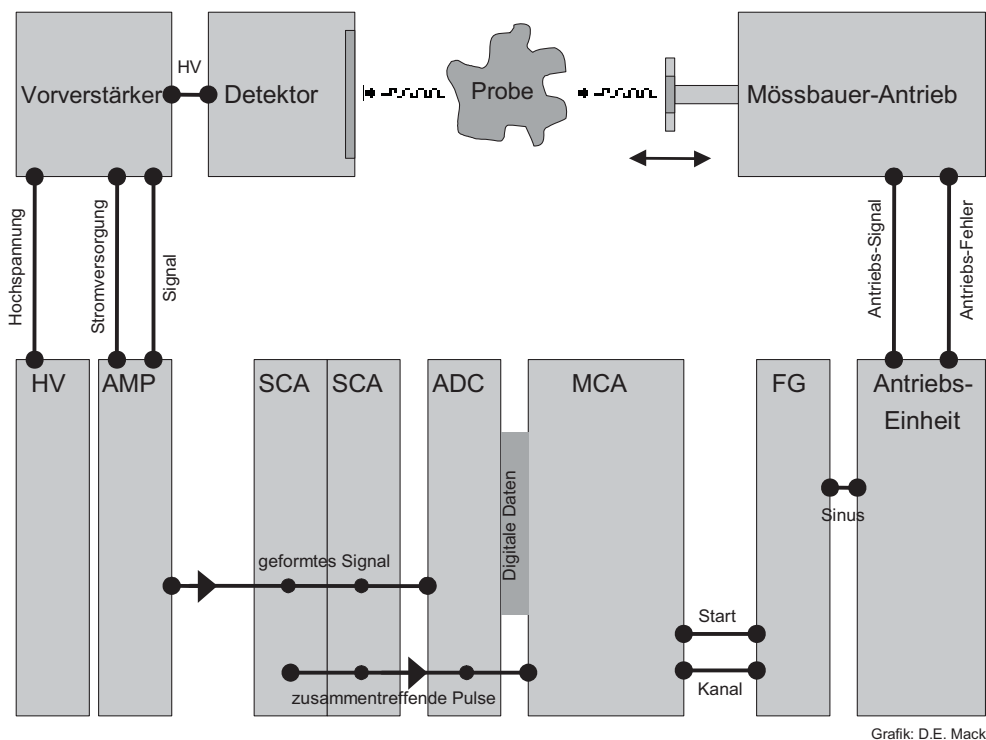 HV
Vorverstärker
Detektor
Probe
Mössbauer-Antrieb
Hochspannung
Stromversorgung
Signal
Antriebs-Signal
Antriebs-Fehler
HV
AMP
SCA
SCA
ADC
MCA
FG
Antriebs-
Einheit
Digitale Daten
Sinus
geformtes Signal
Start
Kanal
zusammentreffende Pulse
Grafik: D.E. Mack